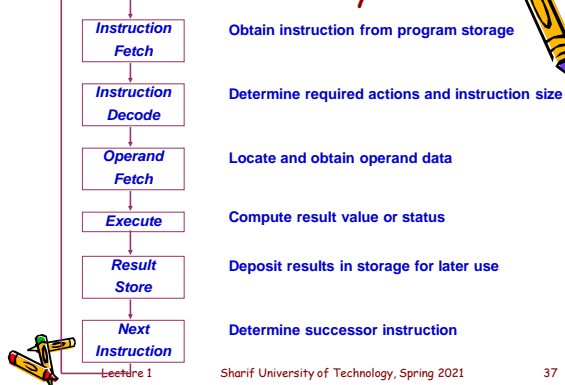 Instruction
Fetch
Obtain instruction from program storage
Instruction
Decode
Determine required actions and instruction size
Operand
Fetch
Locate and obtain operand data
Execute
Compute result value or status
Result
Store
Deposit results in storage for later use
Next
Instruction
Determine successor instruction
Lecture 1
Sharif University of Technology, Spring 2021
37